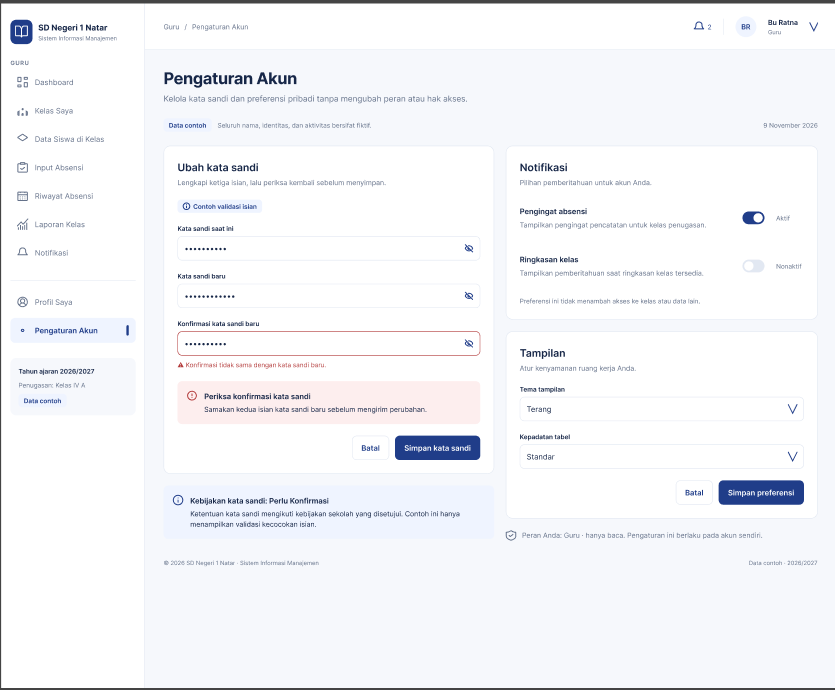 SD Negeri 1 Natar
Sistem Informasi Manajemen
GURU
Dashboard
Kelas Saya
Data Siswa di Kelas
Input Absensi
Riwayat Absensi
Laporan Kelas
Notifikasi
Profil Saya
Pengaturan Akun
Tahun ajaran 2026/2027
Penugasan: Kelas IV A
Data contoh
Guru / Pengaturan Akun
2
BR
Bu Ratna
Guru
Pengaturan Akun
Kelola kata sandi dan preferensi pribadi tanpa mengubah peran atau hak akses.
Data contoh Seluruh nama, identitas, dan aktivitas bersifat fiktif.
9 November 2026
Ubah kata sandi
Lengkapi ketiga isian, lalu periksa kembali sebelum menyimpan.
Contoh validasi isian
Kata sandi saat ini
••••••••••
Kata sandi baru
••••••••••••
Konfirmasi kata sandi baru
••••••••••
Konfirmasi tidak sama dengan kata sandi baru.
Periksa konfirmasi kata sandi
Samakan kedua isian kata sandi baru sebelum mengirim perubahan.
Batal
Simpan kata sandi
Kebijakan kata sandi: Perlu Konfirmasi
Ketentuan kata sandi mengikuti kebijakan sekolah yang disetujui. Contoh ini hanya
menampilkan validasi kecocokan isian.
Notifikasi
Pilihan pemberitahuan untuk akun Anda.
Pengingat absensi
Tampilkan pengingat pencatatan untuk kelas penugasan.
Aktif
Ringkasan kelas
Tampilkan pemberitahuan saat ringkasan kelas tersedia.
Nonaktif
Preferensi ini tidak menambah akses ke kelas atau data lain.
Tampilan
Atur kenyamanan ruang kerja Anda.
Tema tampilan
Terang
Kepadatan tabel
Standar
Batal
Simpan preferensi
Peran Anda: Guru · hanya baca. Pengaturan ini berlaku pada akun sendiri.
© 2026 SD Negeri 1 Natar · Sistem Informasi Manajemen
Data contoh · 2026/2027